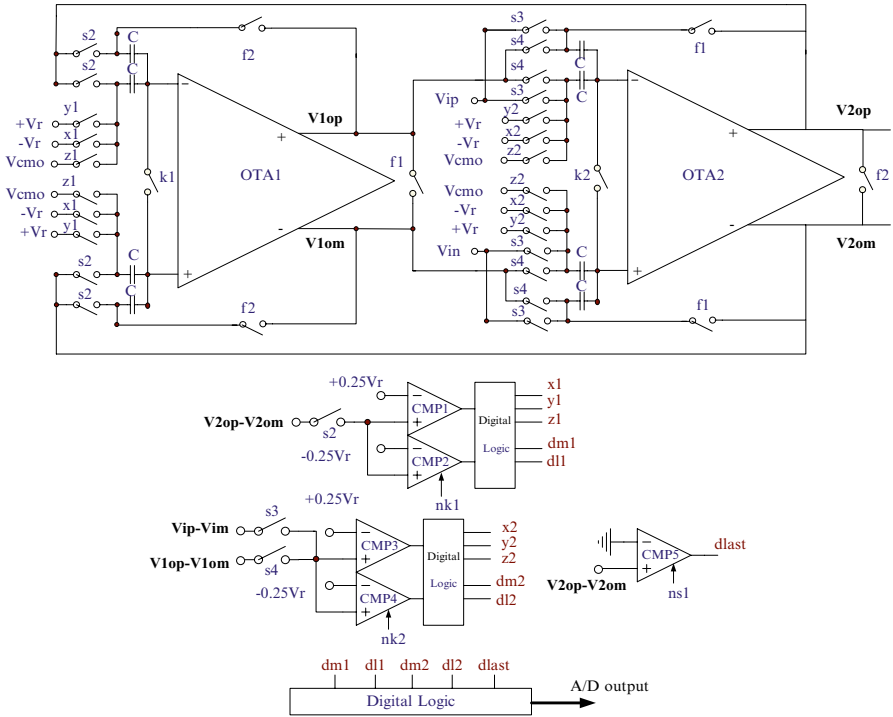 s3
s2 C f2 s4 C f1
C C
s2 s4
Vip s3
y1 y2
+Vr V1op +Vr V2op
x1 x2
-Vr -Vr
z1 f1 z2
Vcmo + Vcmo +
k1 OTA1 k2 OTA2 f2
Vcmo z1 Vcmo z2
-Vr x1 -Vr x2
+Vr y1 +Vr y2
- V1om Vin s3 - V2om
s2 C s4 C
s2 C s4 C
f2 s3 f1
+0.25Vr x1
CMP1 y1
V2op-V2om Digital z1
s2 Logic dm1
-0.25Vr CMP2 dl1
nk1
+0.25Vr
Vip-Vim s3 x2
CMP3 y2 dlast
V1op-V1om Digital z2 CMP5
s4 Logic dm2 V2op-V2om
-0.25Vr CMP4 dl2 ns1
nk2
dm1 dl1 dm2 dl2 dlast
Digital Logic A/D output